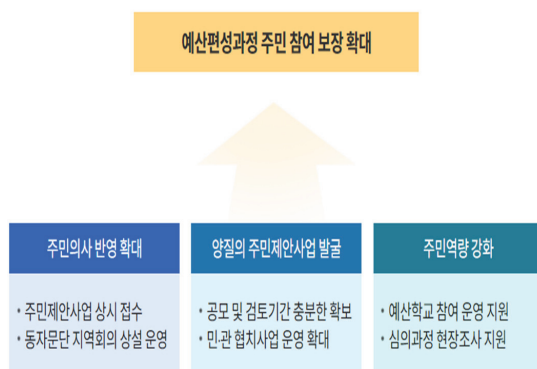 예산편성과정 주민 참여 보장 확대
주민의사 반영 확대
• 주민제안사업 상시 접수
• 동자문단 지역회의 상설 운영
양질의 주민제안사업 발굴
• 공모 및 검토기간 충분한 확보
• 민·관 협치사업 운영 확대
주민역량 강화
• 예산학교 참여 운영 지원
• 심의과정 현장조사 지원